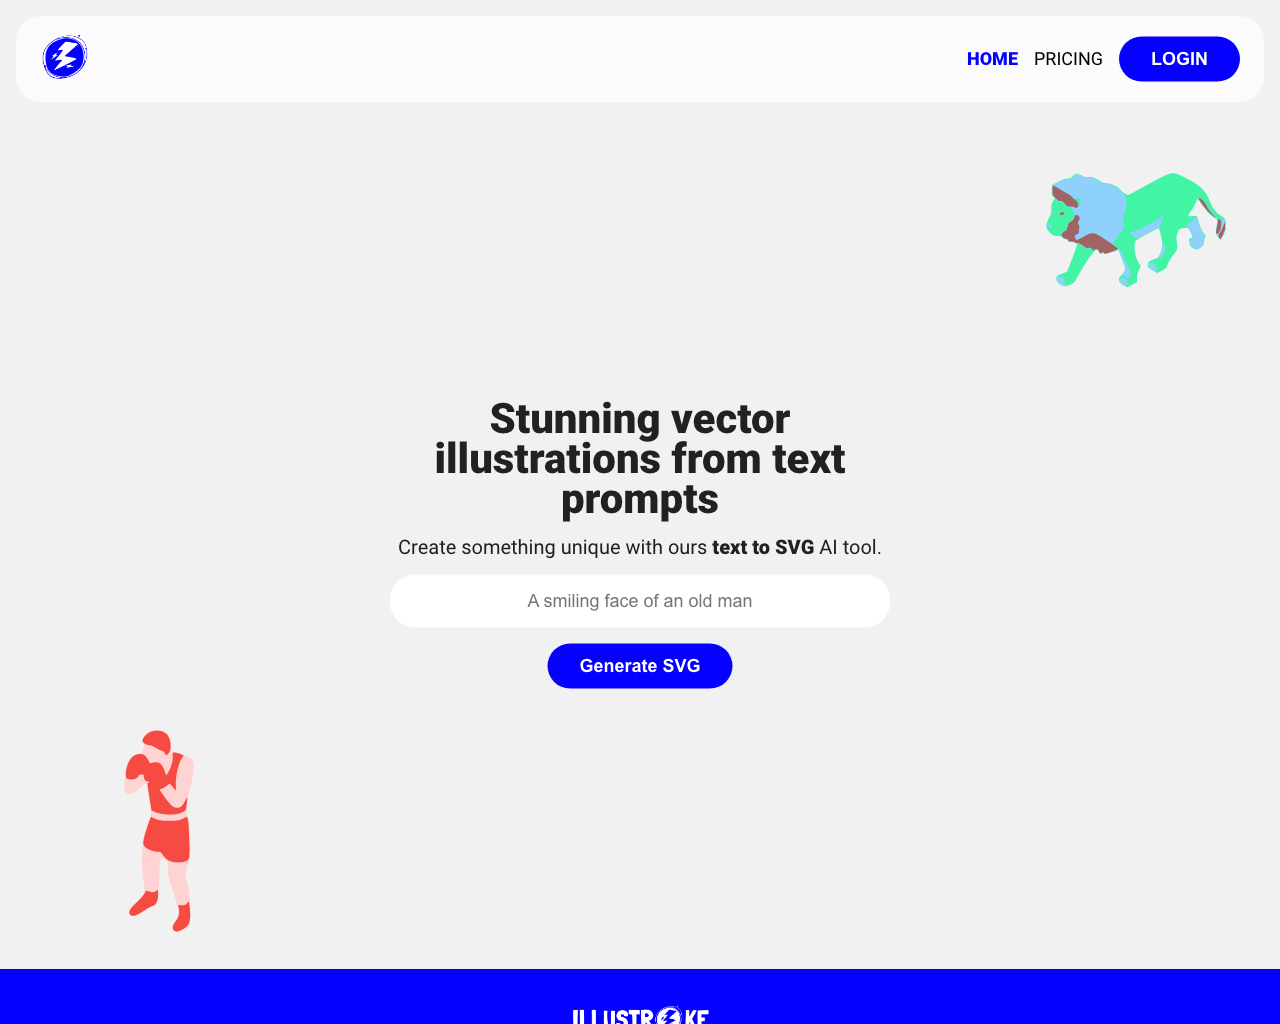 HOME PRICING LOGIN
Stunning vector
illustrations from text
prompts
Create something unique with ours text to SVG AI tool.
A smiling face of an old man
Generate SVG
ILLUSTROKE